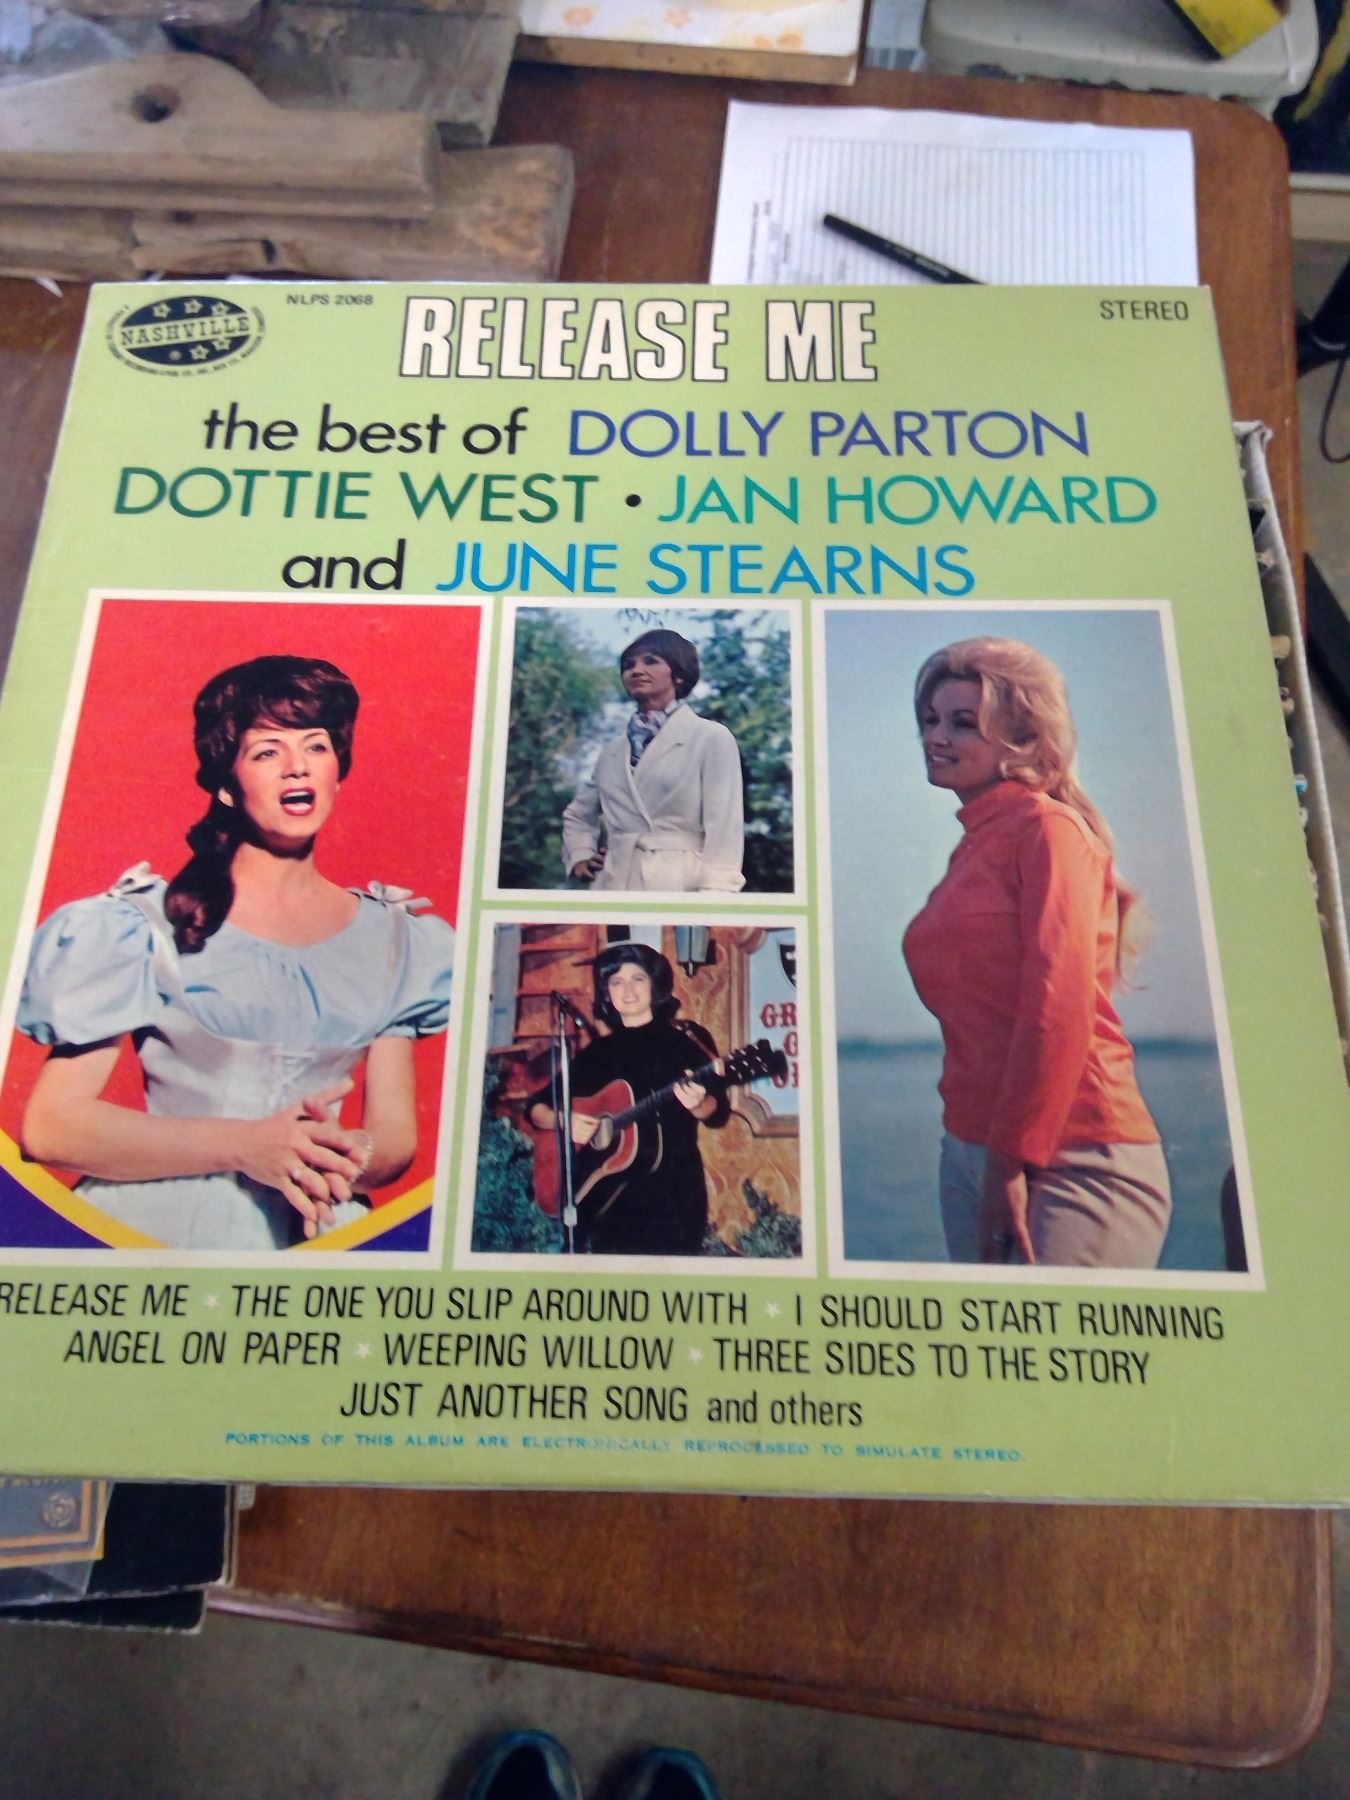 NASHVILLE
NLPS 2068
RELEASE ME
STEREO
the best of DOLLY PARTON
DOTTIE WEST • JAN HOWARD
and JUNE STEARNS
GR
RELEASE ME * THE ONE YOU SLIP AROUND WITH * I SHOULD START RUNNING
ANGEL ON PAPER * WEEPING WILLOW * THREE SIDES TO THE STORY
JUST ANOTHER SONG and others
PORTIONS OF THIS ALBUM ARE ELECTRONICALLY REPROCESSED TO SIMULATE STEREO.